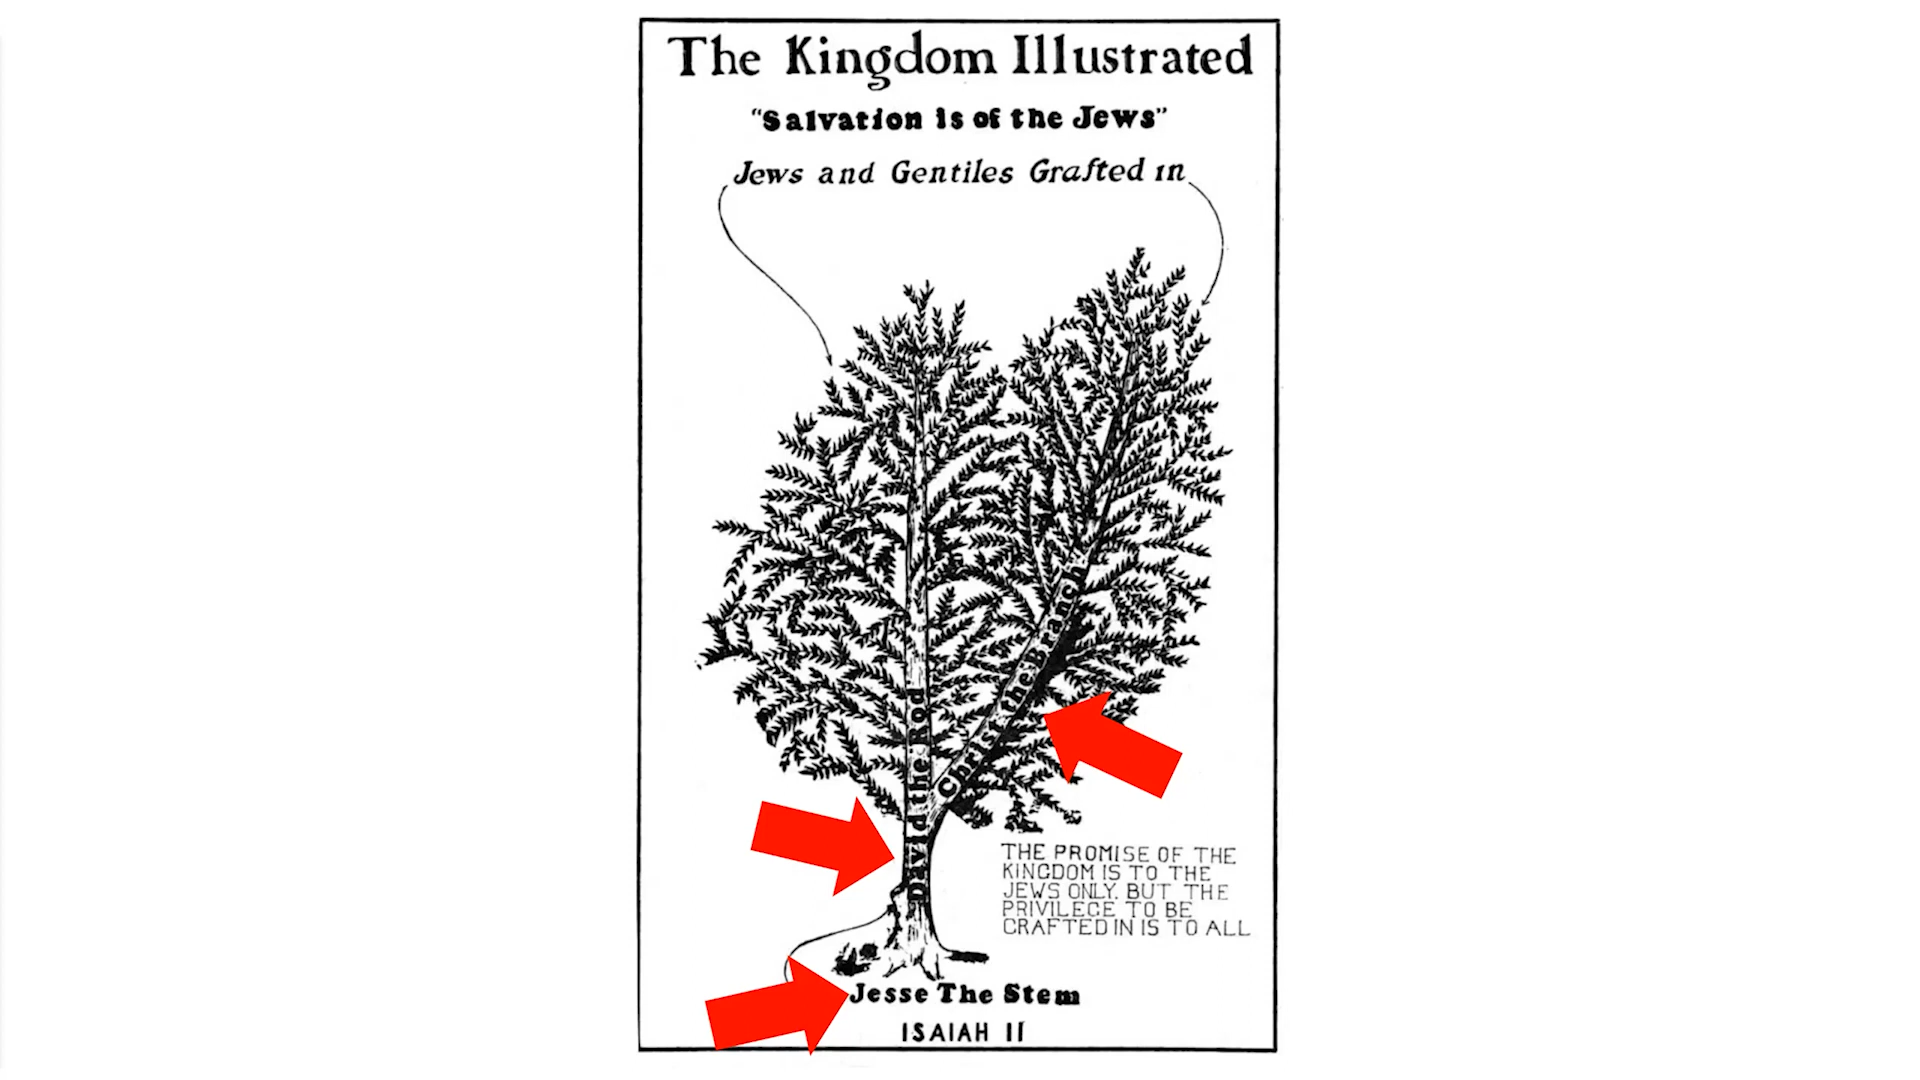 The Kingdom Illustrated
"Salvation is of the Jews"
Jews and Gentiles Grafted in
David the Rod
Christ the Branch
THE PROMISE OF THE
KINGDOM IS TO THE
JEWS ONLY. BUT THE
PRIVILEGE TO BE
GRAFTED IN IS TO ALL
Jesse The Stem
ISAIAH 11